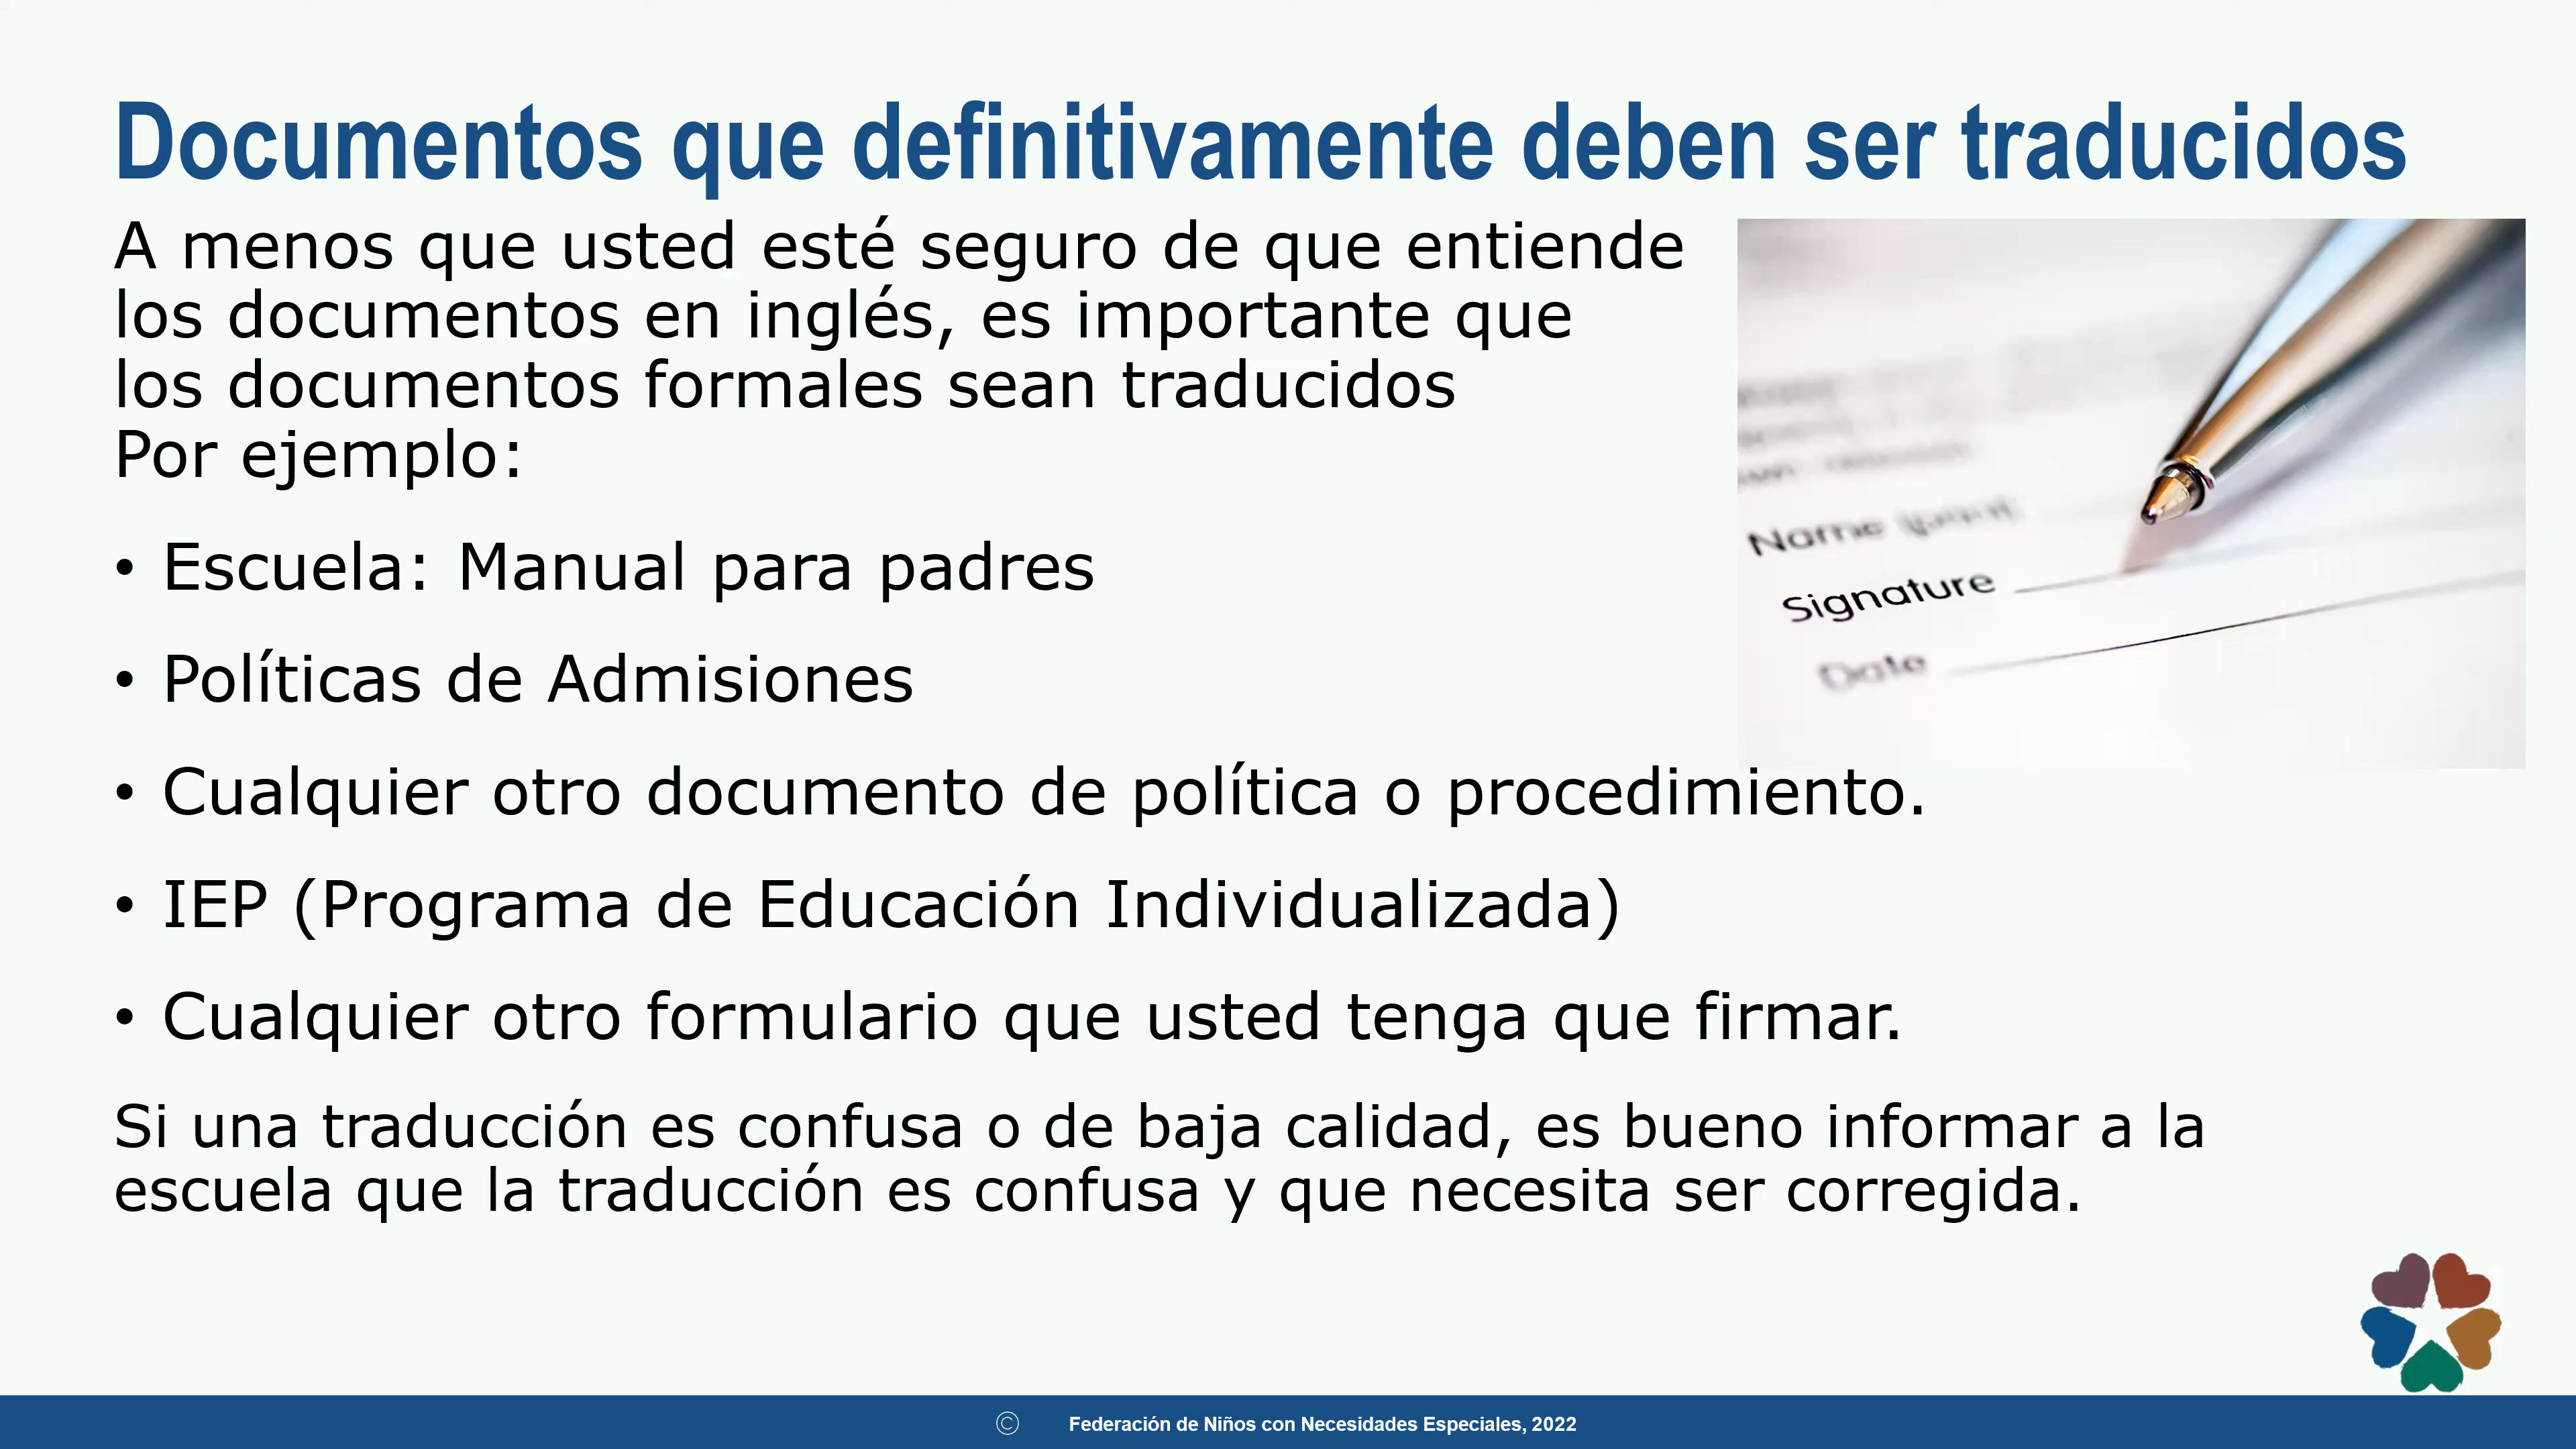 Documentos que definitivamente deben ser traducidos
A menos que usted esté seguro de que entiende
los documentos en inglés, es importante que
los documentos formales sean traducidos
Por ejemplo:
• Escuela: Manual para padres
• Políticas de Admisiones
• Cualquier otro documento de política o procedimiento.
• IEP (Programa de Educación Individualizada)
• Cualquier otro formulario que usted tenga que firmar.
Si una traducción es confusa o de baja calidad, es bueno informar a la
escuela que la traducción es confusa y que necesita ser corregida.
Name (print)
Signature
Date
© Federación de Niños con Necesidades Especiales, 2022